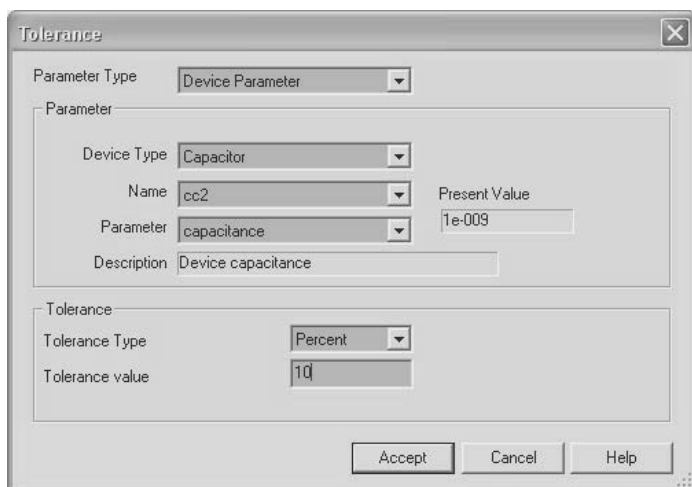 Tolerance
Parameter Type Device Parameter
Parameter
Device Type Capacitor
Name cc2 Present Value
Parameter capacitance 1e-009
Description Device capacitance
Tolerance
Tolerance Type Percent
Tolerance value 10
Accept Cancel Help